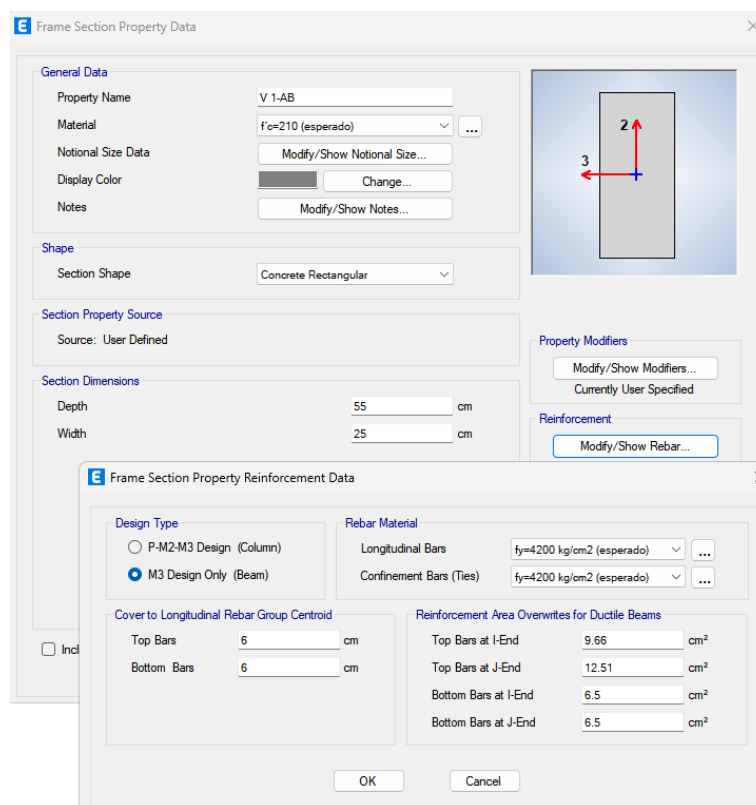 E Frame Section Property Data
General Data
Property Name V 1-AB
Material f'c=210 (esperado) ...
Notional Size Data Modify/Show Notional Size...
Display Color Change...
Notes Modify/Show Notes...
2
3
Shape
Section Shape Concrete Rectangular
Section Property Source
Source: User Defined
Property Modifiers
Modify/Show Modifiers...
Currently User Specified
Section Dimensions
Depth 55 cm
Width 25 cm
Reinforcement
Modify/Show Rebar...
E Frame Section Property Reinforcement Data
Design Type
P-M2-M3 Design (Column)
M3 Design Only (Beam)
Rebar Material
Longitudinal Bars fy=4200 kg/cm2 (esperado) ...
Confinement Bars (Ties) fy=4200 kg/cm2 (esperado) ...
Cover to Longitudinal Rebar Group Centroid
Top Bars 6 cm
Bottom Bars 6 cm
Reinforcement Area Overwrites for Ductile Beams
Top Bars at I-End 9.66 cm²
Top Bars at J-End 12.51 cm²
Bottom Bars at I-End 6.5 cm²
Bottom Bars at J-End 6.5 cm²
OK Cancel